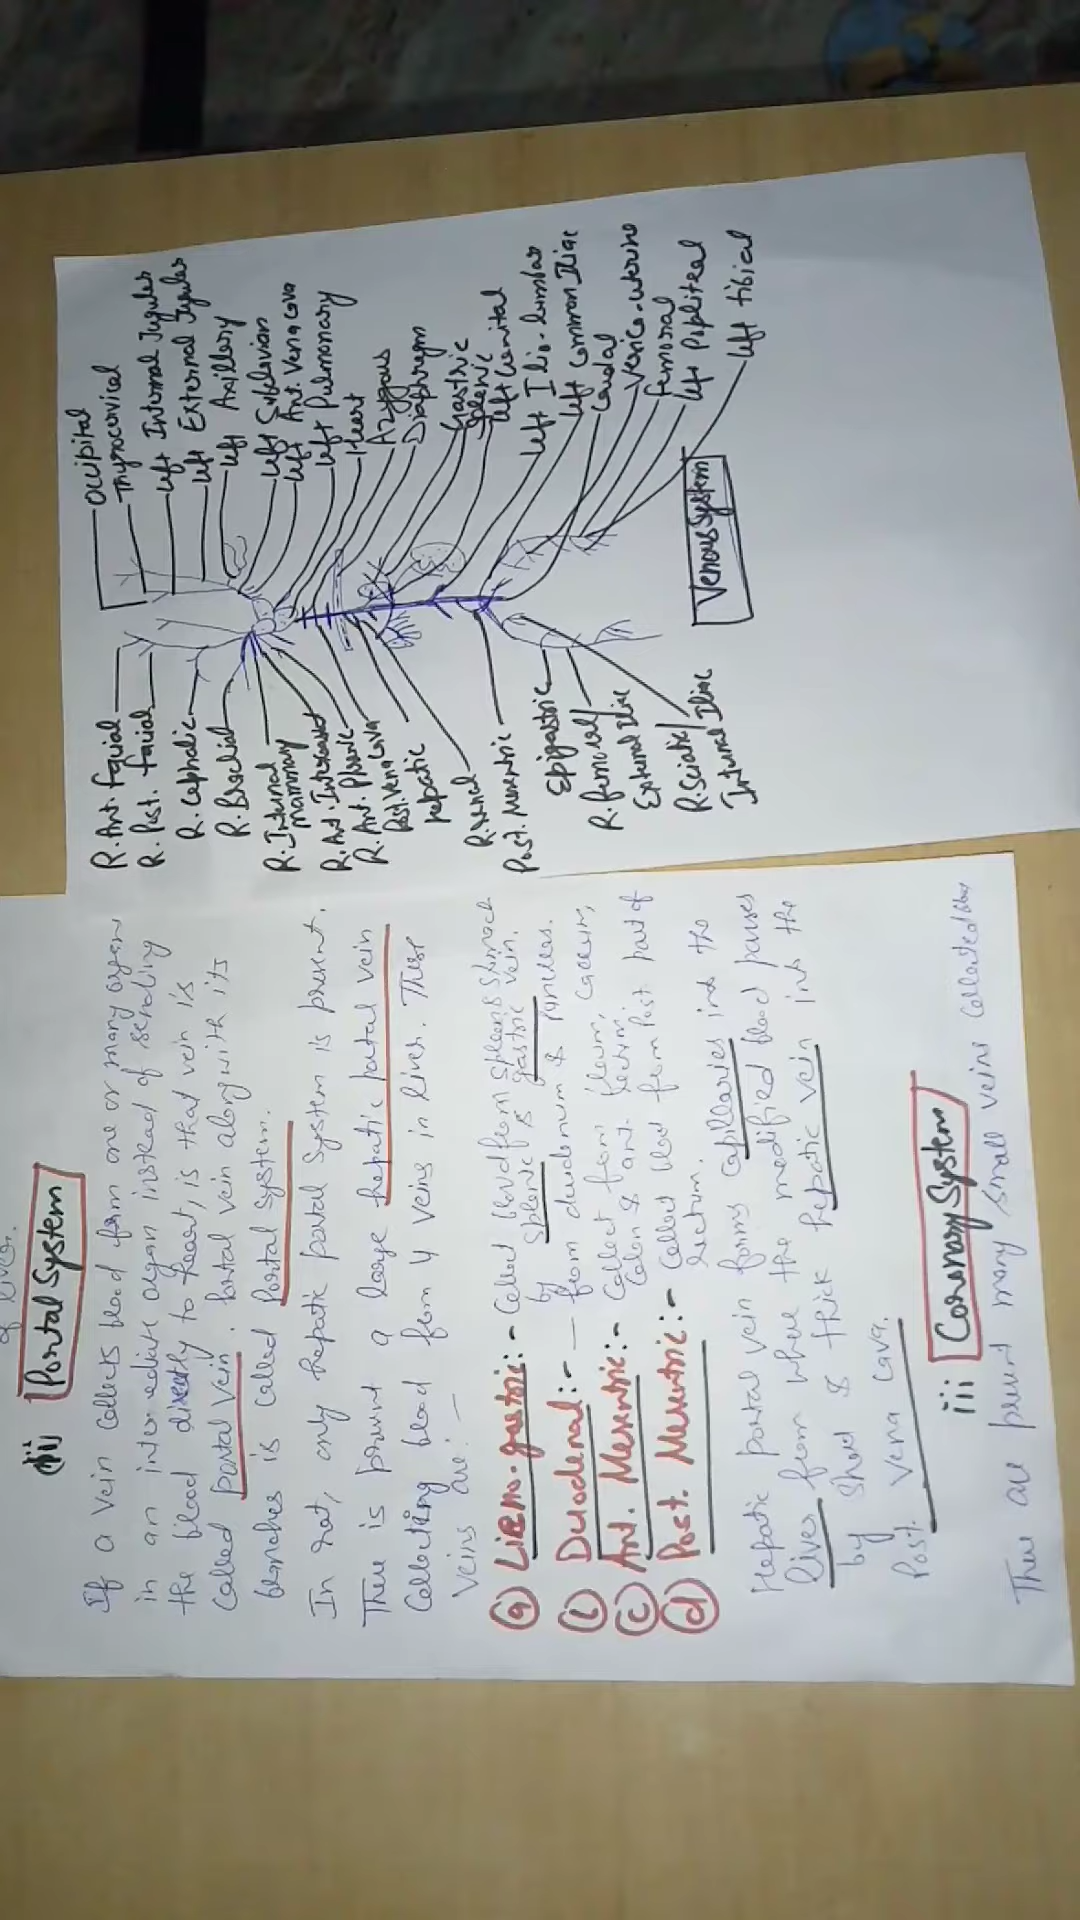 of liver.
iii Portal System
If a vein collects blood from one or many organ
in an intermediate organ instead of sending
the blood directly to heart, is that vein is
called portal vein. Portal vein along with its
branches is called Portal system.
In rat, only hepatic portal system is present.
There is present a large hepatic portal vein
Collecting blood from 4 veins in liver. These
veins are :-
(a) Lieno-gastric:- Collect blood from spleen & stomach
by splenic & gastric vein.
(b) Duodenal:- from duodenum & Pancreas.
(c) Ant. Mesentric:- Collect from ileum, caecum,
Colon & ant. Rectum.
(d) Post. Mesentric:- Collect blood from Post part of
rectum.
Hepatic portal vein forms capillaries into the
liver from where the modified blood passes
by short & thick hepatic vein into the
Post. vena cava.
iii Coronary System
There are present many small veins collected
Occipital
Thyrocervical
Left Internal Jugular
Left External Jugular
Left Axillary
Left Subclavian
Left Ant. Vena Cava
Left Pulmonary
Heart
Azygous
Diaphragm
Gastric
Splenic
Left Genital
Left Ilio-lumbar
Left Common Iliac
Caudal
Vesico-uterine
Femoral
Left Popliteal
Left tibial
R. Ant. facial
R. Post. facial
R. Cephalic
R. Brachial
R. Internal mammary
R. Ant. Intercostal
R. Ant. Phrenic
Post. Vena Cava
hepatic
R. renal
Post. Mesentric
Epigastric
R. femoral
External Iliac
R. Sciatic
Internal Iliac
Venous System